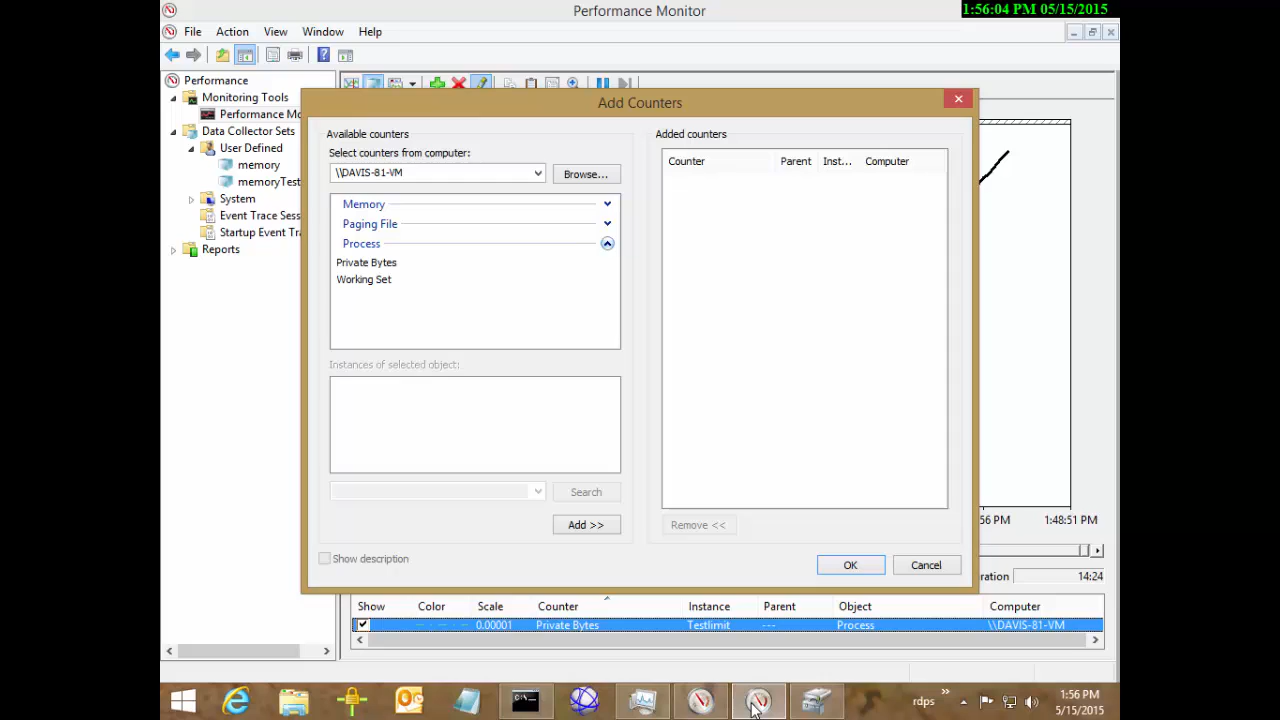 Performance Monitor
1:56:04 PM 05/15/2015
File Action View Window Help
Performance
Monitoring Tools
Performance Mo
Data Collector Sets
User Defined
memory
memoryTest
System
Event Trace Sess
Startup Event Tra
Reports
Add Counters
Available counters
Select counters from computer:
\\DAVIS-81-VM
Browse...
Memory
Paging File
Process
Private Bytes
Working Set
Instances of selected object:
Search
Add >>
Show description
Added counters
Counter Parent Inst... Computer
Remove <<
OK Cancel
56 PM 1:48:51 PM
ration 14:24
Show Color Scale Counter Instance Parent Object Computer
0.00001 Private Bytes Testlimit --- Process \\DAVIS-81-VM
rdps
1:56 PM
5/15/2015